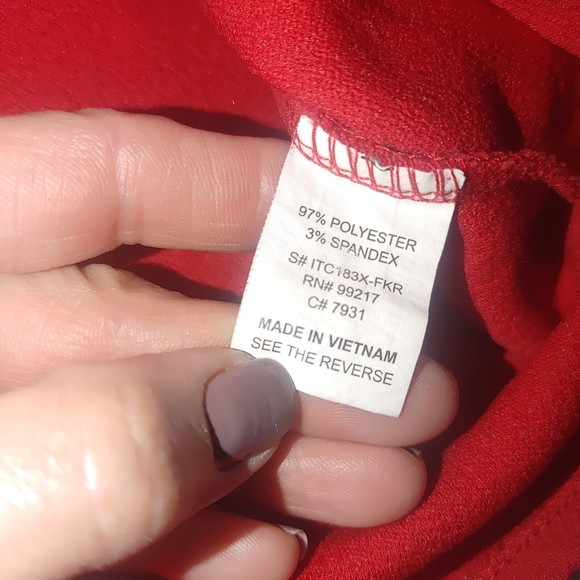 97% POLYESTER
3% SPANDEX
S# ITC183X-FKR
RN# 99217
C# 7931
MADE IN VIETNAM
SEE THE REVERSE